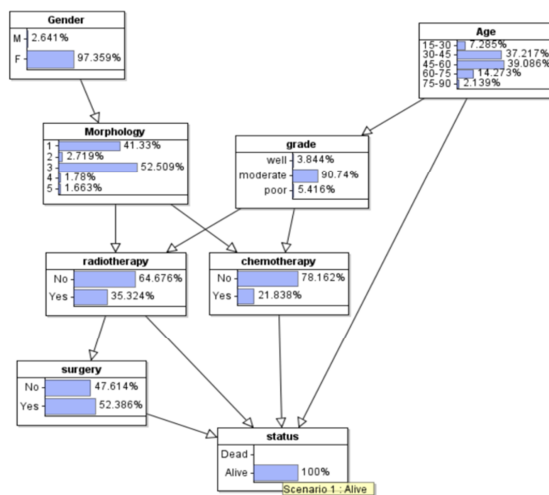 Gender
M 2.641%
F 97.359%
Age
15-30 7.285%
30-45 37.217%
45-60 39.086%
60-75 14.273%
75-90 2.139%
Morphology
1 41.33%
2 2.719%
3 52.509%
4 1.78%
5 1.663%
grade
well 3.844%
moderate 90.74%
poor 5.416%
radiotherapy
No 64.676%
Yes 35.324%
chemotherapy
No 78.162%
Yes 21.838%
surgery
No 47.614%
Yes 52.386%
status
Dead
Alive 100%
Scenario 1 : Alive